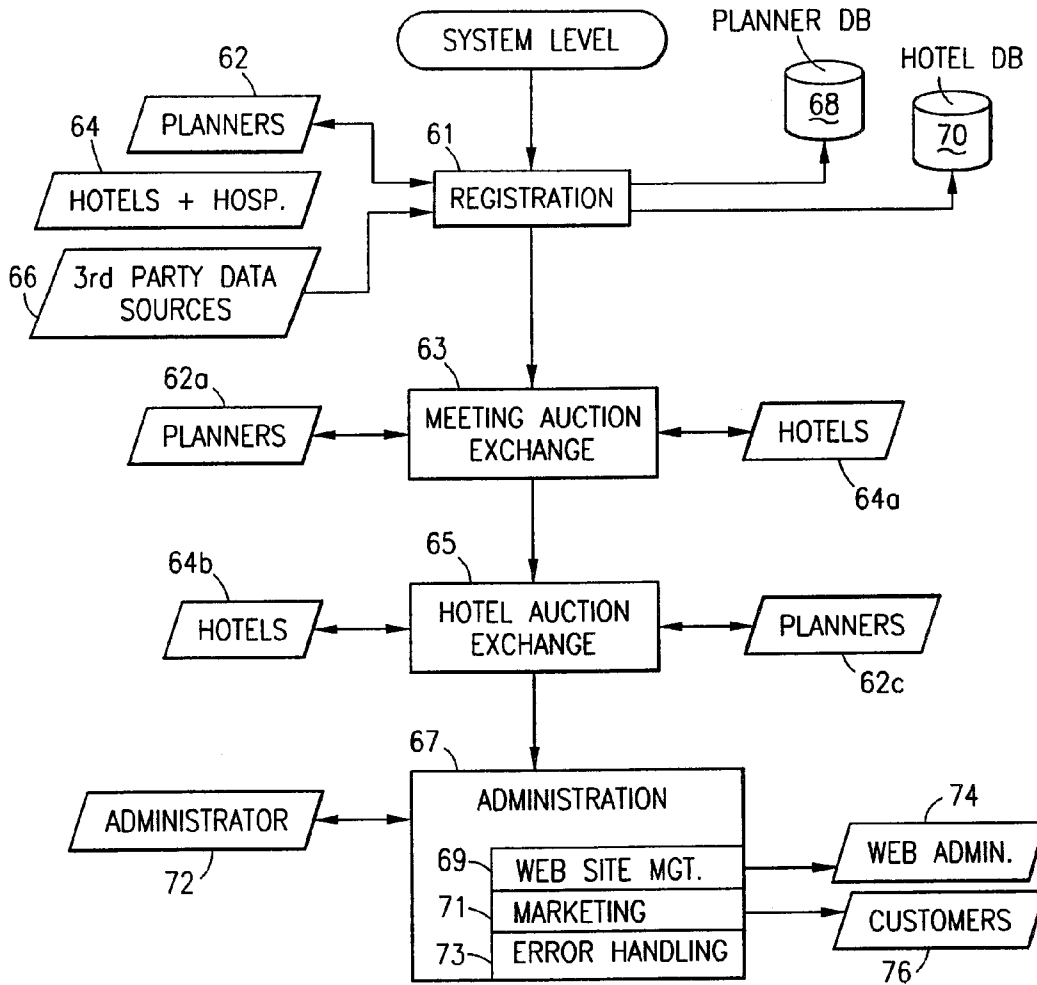 SYSTEM LEVEL
PLANNER DB
HOTEL DB
62
PLANNERS
68
70
64
61
HOTELS + HOSP.
REGISTRATION
66
3rd PARTY DATA
SOURCES
63
62a
PLANNERS
MEETING AUCTION
EXCHANGE
HOTELS
64a
65
64b
HOTELS
HOTEL AUCTION
EXCHANGE
PLANNERS
62c
67
ADMINISTRATION
ADMINISTRATOR
72
74
69
WEB SITE MGT.
WEB ADMIN.
71
MARKETING
CUSTOMERS
73
ERROR HANDLING
76